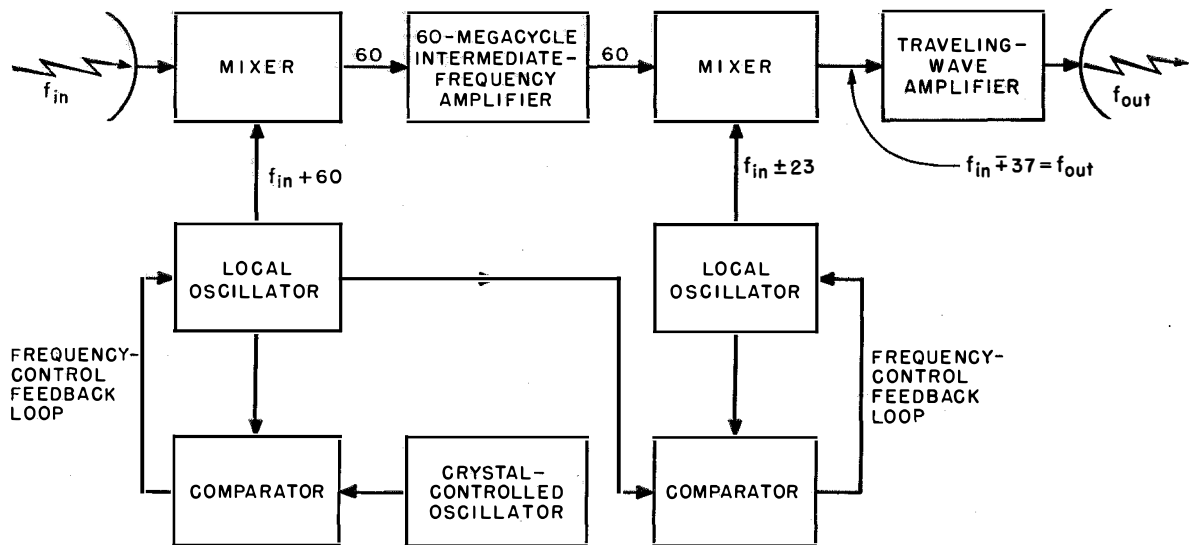 f_in
MIXER
60
60-MEGACYCLE
INTERMEDIATE-
FREQUENCY
AMPLIFIER
60
MIXER
TRAVELING-
WAVE
AMPLIFIER
f_out
f_in + 60
f_in ± 23
f_in ∓ 37 = f_out
LOCAL
OSCILLATOR
LOCAL
OSCILLATOR
FREQUENCY-
CONTROL
FEEDBACK
LOOP
FREQUENCY-
CONTROL
FEEDBACK
LOOP
COMPARATOR
CRYSTAL-
CONTROLLED
OSCILLATOR
COMPARATOR